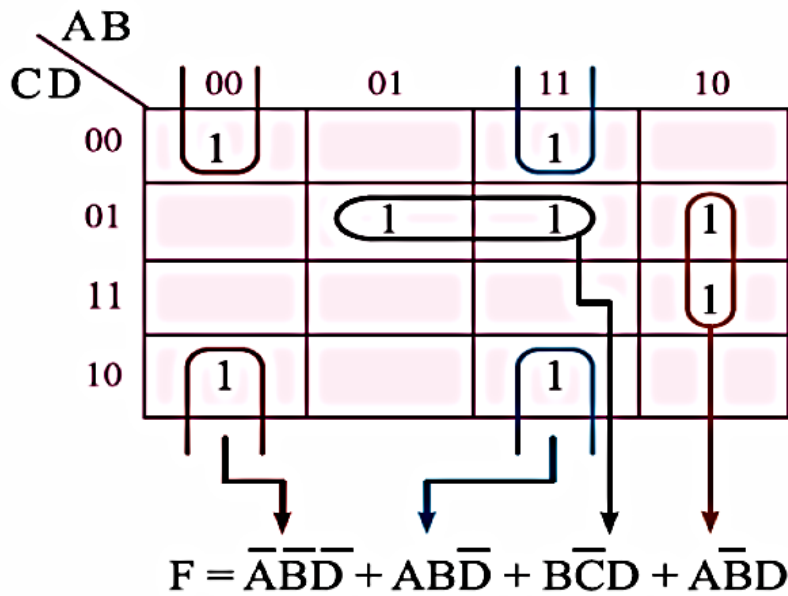 AB
CD
00 01 11 10
00 1 1
01 1 1 1
11 1
10 1 1
F = A̅B̅D̅ + ABD̅ + BC̅D + AB̅D